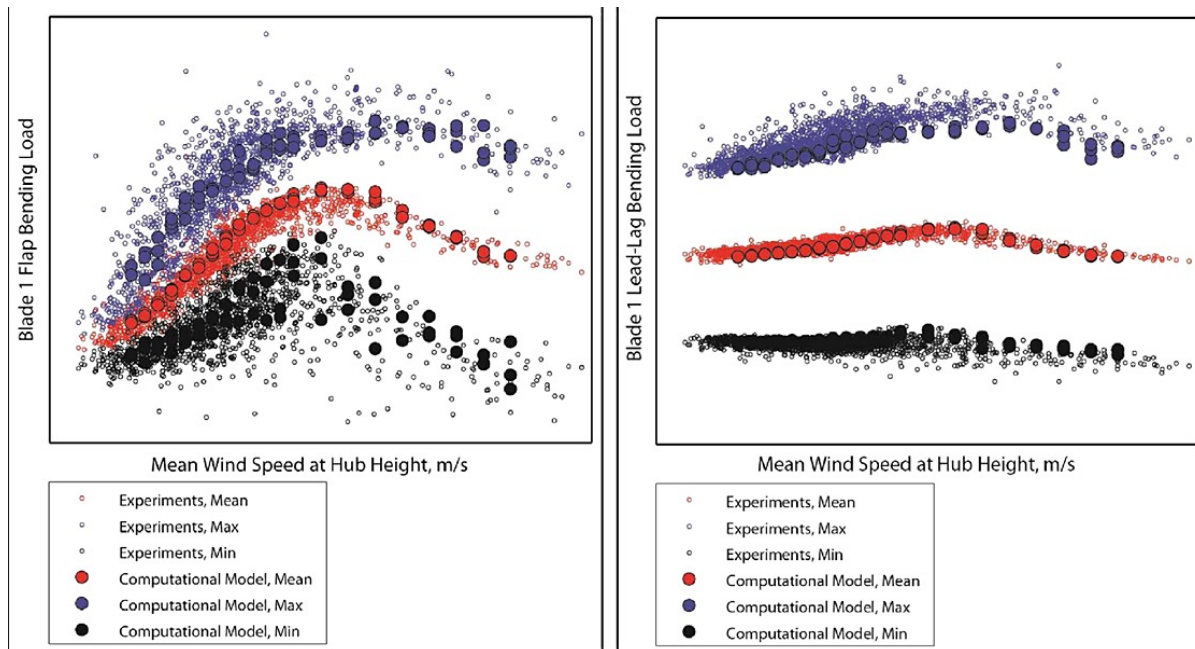 Blade 1 Flap Bending Load
Mean Wind Speed at Hub Height, m/s
Experiments, Mean
Experiments, Max
Experiments, Min
Computational Model, Mean
Computational Model, Max
Computational Model, Min
Blade 1 Lead-Lag Bending Load
Mean Wind Speed at Hub Height, m/s
Experiments, Mean
Experiments, Max
Experiments, Min
Computational Model, Mean
Computational Model, Max
Computational Model, Min